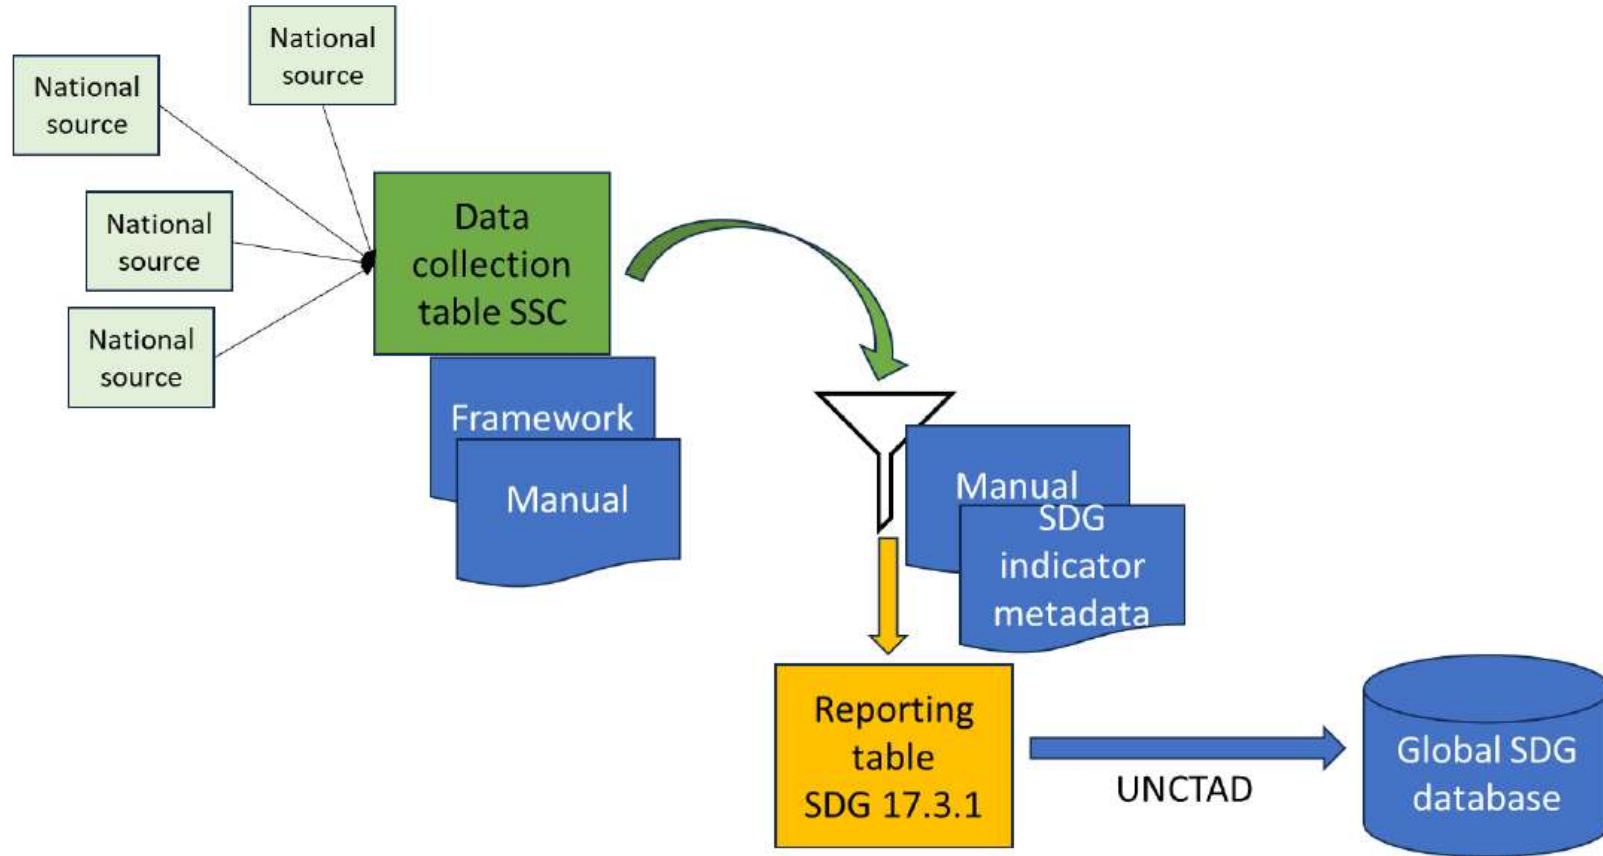 National
source
National
source
National
source
National
source
Data
collection
table SSC
Framework
Manual
Manual
SDG
indicator
metadata
Reporting
table
SDG 17.3.1
UNCTAD
Global SDG
database